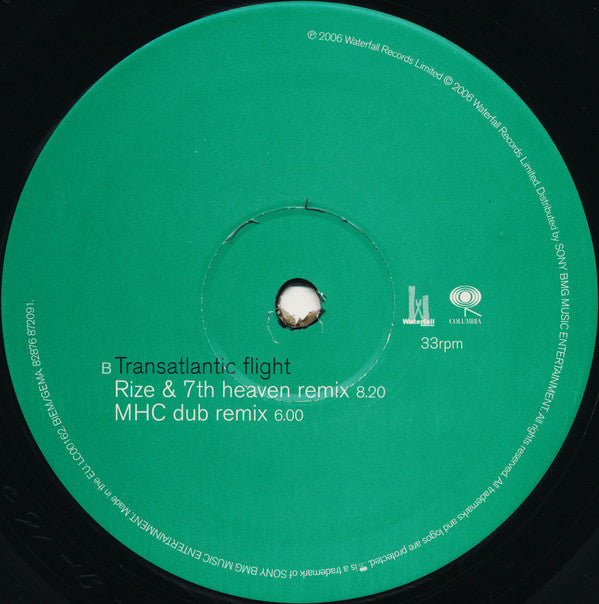 ℗ 2006 Waterfall Records Limited © 2006 Waterfall Records Limited. Distributed by SONY BMG MUSIC ENTERTAINMENT. All rights reserved. All trademarks and logos are protected. is a trademark of SONY BMG MUSIC ENTERTAINMENT. Made in the EU. LC00162 BIEM/GEMA. 82876 872091.
Waterfall
COLUMBIA
33rpm
B Transatlantic flight
Rize & 7th heaven remix 8.20
MHC dub remix 6.00